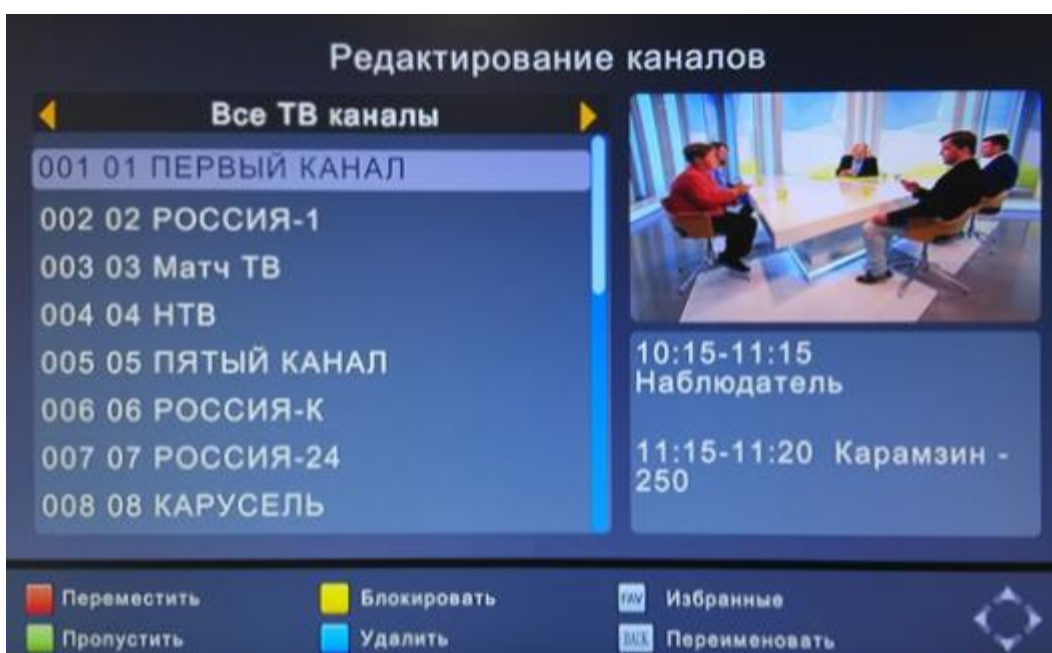 Редактирование каналов
Все ТВ каналы
001 01 ПЕРВЫЙ КАНАЛ
002 02 РОССИЯ-1
003 03 Матч ТВ
004 04 НТВ
005 05 ПЯТЫЙ КАНАЛ
006 06 РОССИЯ-К
007 07 РОССИЯ-24
008 08 КАРУСЕЛЬ
10:15-11:15
Наблюдатель
11:15-11:20 Карамзин -
250
Переместить
Блокировать
FAV Избранные
Пропустить
Удалить
BACK Переименовать